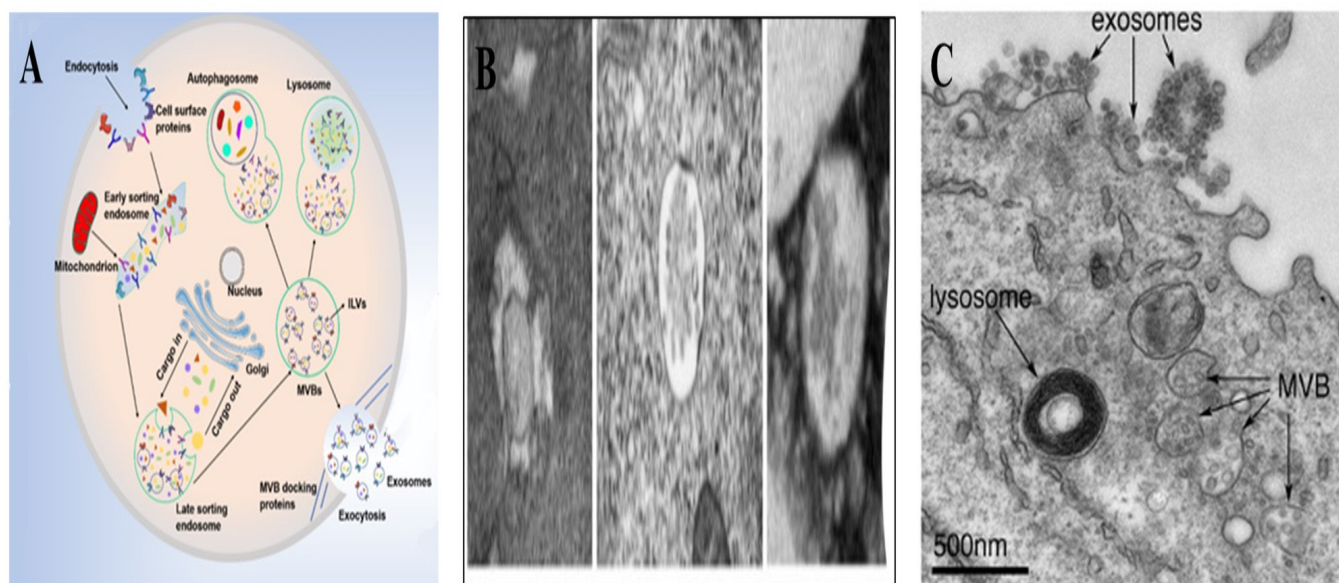 A
Endocytosis
Cell surface
proteins
Autophagosome
Lysosome
Early sorting
endosome
Mitochondrion
Nucleus
ILVs
Cargo in
Golgi
Cargo out
MVBs
Late sorting
endosome
MVB docking
proteins
Exosomes
Exocytosis
B
C
exosomes
lysosome
MVB
500nm